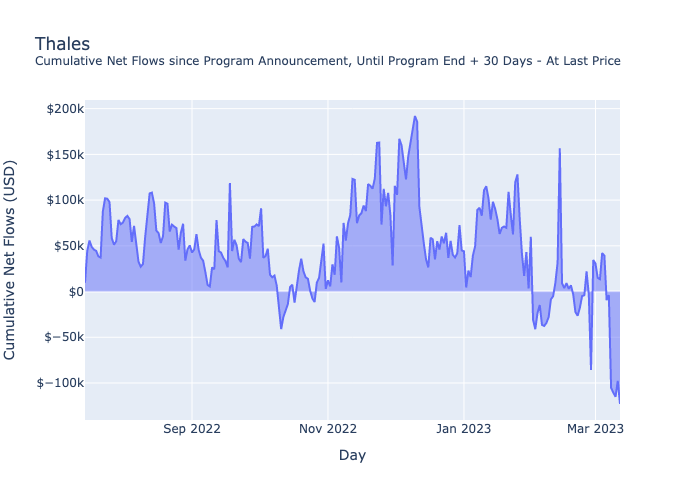 Thales
Cumulative Net Flows since Program Announcement, Until Program End + 30 Days - At Last Price
Cumulative Net Flows (USD)
$200k
$150k
$100k
$50k
$0
$−50k
$−100k
Sep 2022
Nov 2022
Jan 2023
Mar 2023
Day